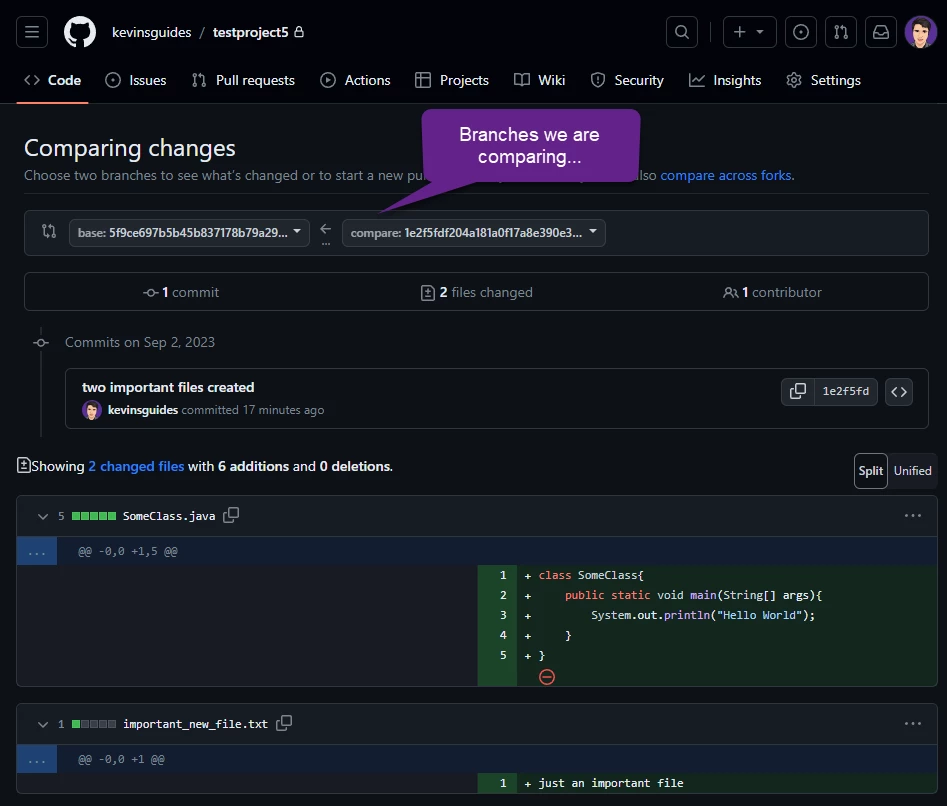 kevinsguides / testproject5
Code Issues Pull requests Actions Projects Wiki Security Insights Settings
Branches we are
comparing...
Comparing changes
Choose two branches to see what's changed or to start a new pu
lso compare across forks.
base: 5f9ce697b5b45b837178b79a29... ... compare: 1e2f5fdf204a181a0f17a8e390e3...
1 commit 2 files changed 1 contributor
Commits on Sep 2, 2023
two important files created
kevinsguides committed 17 minutes ago
1e2f5fd
Showing 2 changed files with 6 additions and 0 deletions.
Split Unified
5 SomeClass.java ...
... @@ -0,0 +1,5 @@
1 + class SomeClass{
2 + public static void main(String[] args){
3 + System.out.println("Hello World");
4 + }
5 + }
1 important_new_file.txt ...
... @@ -0,0 +1 @@
1 + just an important file